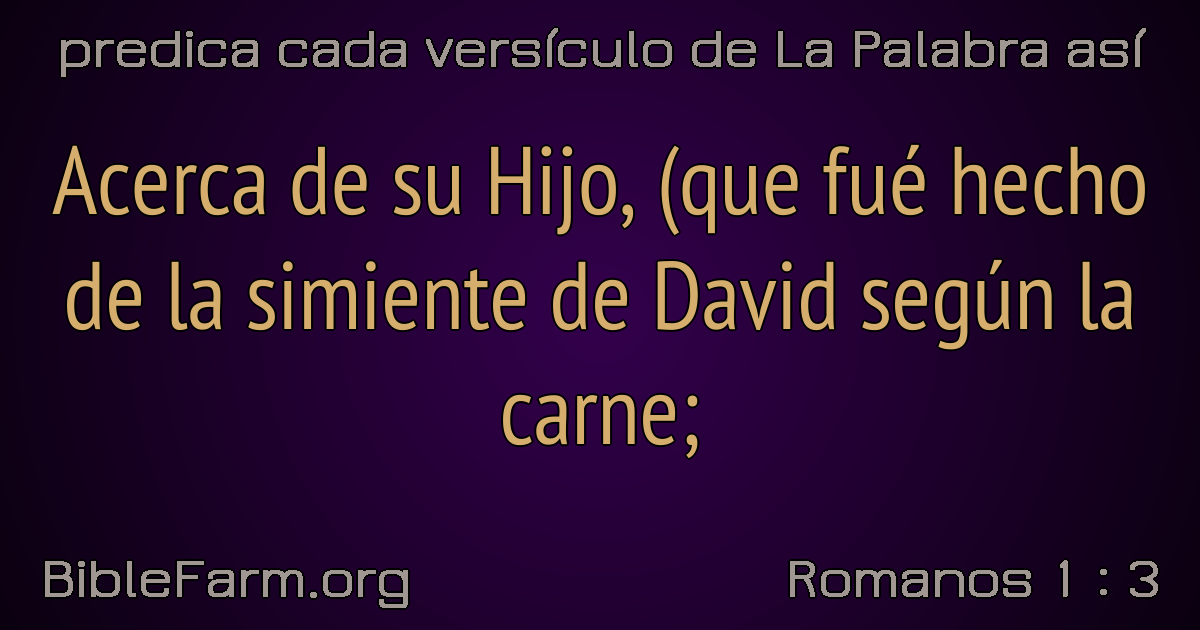 predica cada versículo de La Palabra así
Acerca de su Hijo, (que fué hecho
de la simiente de David según la
carne;
BibleFarm.org
Romanos 1 : 3